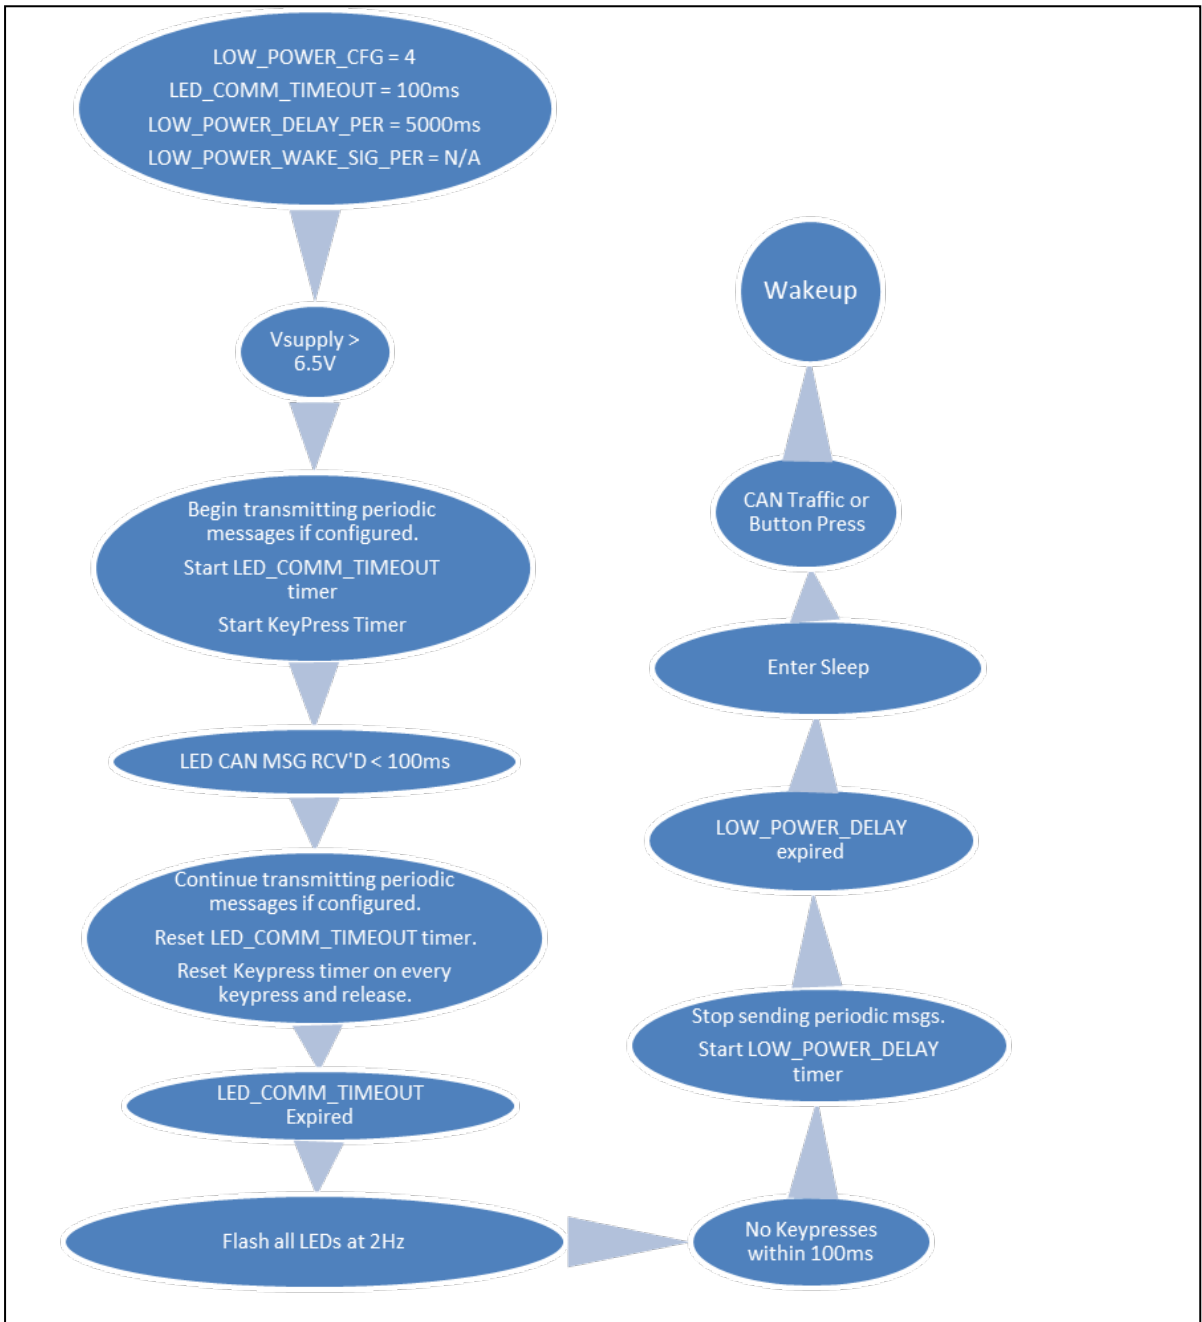 LOW_POWER_CFG = 4
LED_COMM_TIMEOUT = 100ms
LOW_POWER_DELAY_PER = 5000ms
LOW_POWER_WAKE_SIG_PER = N/A
Vsupply >
6.5V
Begin transmitting periodic
messages if configured.
Start LED_COMM_TIMEOUT
timer
Start KeyPress Timer
LED CAN MSG RCV'D < 100ms
Continue transmitting periodic
messages if configured.
Reset LED_COMM_TIMEOUT timer.
Reset Keypress timer on every
keypress and release.
LED_COMM_TIMEOUT
Expired
Flash all LEDs at 2Hz
No Keypresses
within 100ms
Stop sending periodic msgs.
Start LOW_POWER_DELAY
timer
LOW_POWER_DELAY
expired
Enter Sleep
CAN Traffic or
Button Press
Wakeup